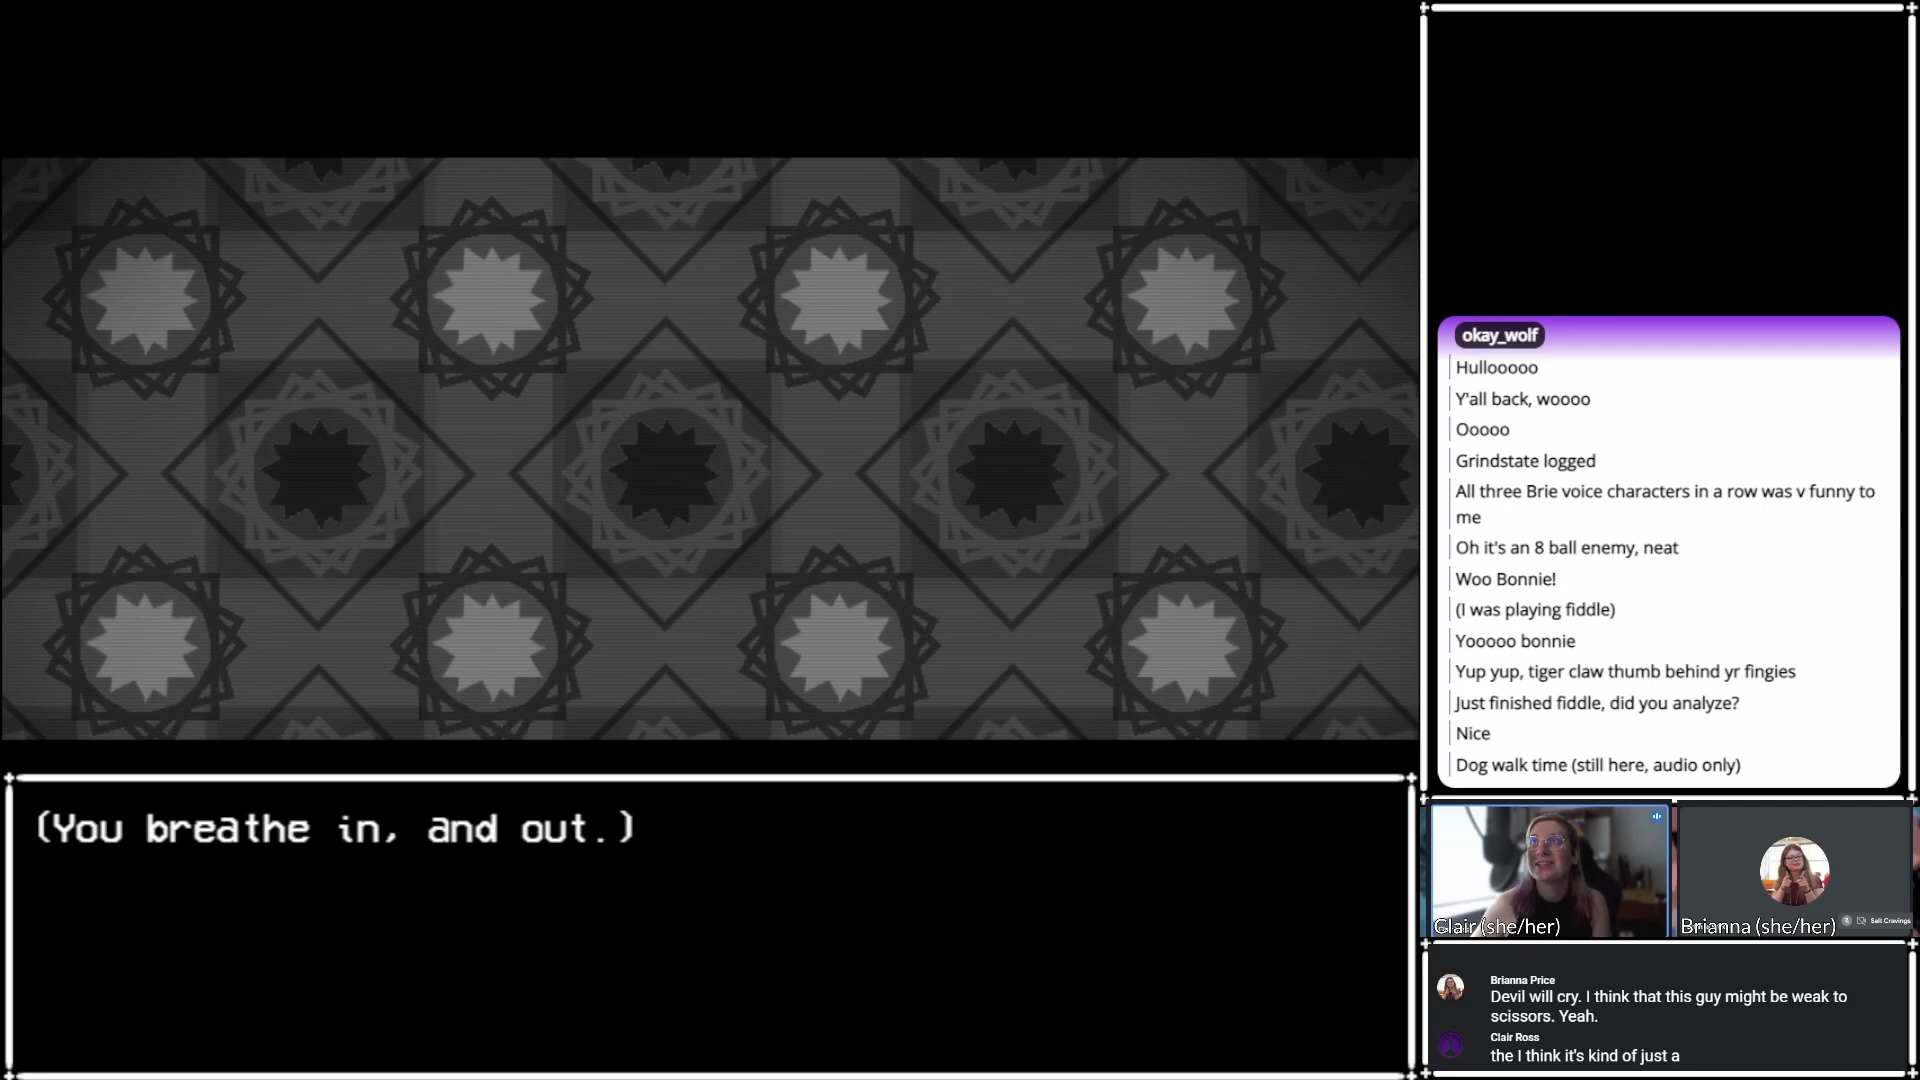 (You breathe in, and out.)
okay_wolf
Hullooooo
Y'all back, woooo
Ooooo
Grindstate logged
All three Brie voice characters in a row was v funny to
me
Oh it's an 8 ball enemy, neat
Woo Bonnie!
(I was playing fiddle)
Yooooo bonnie
Yup yup, tiger claw thumb behind yr fingies
Just finished fiddle, did you analyze?
Nice
Dog walk time (still here, audio only)
Clair (she/her)
Brianna (she/her)
Salt Cravings
Brianna Price
Devil will cry. I think that this guy might be weak to
scissors. Yeah.
Clair Ross
the I think it's kind of just a